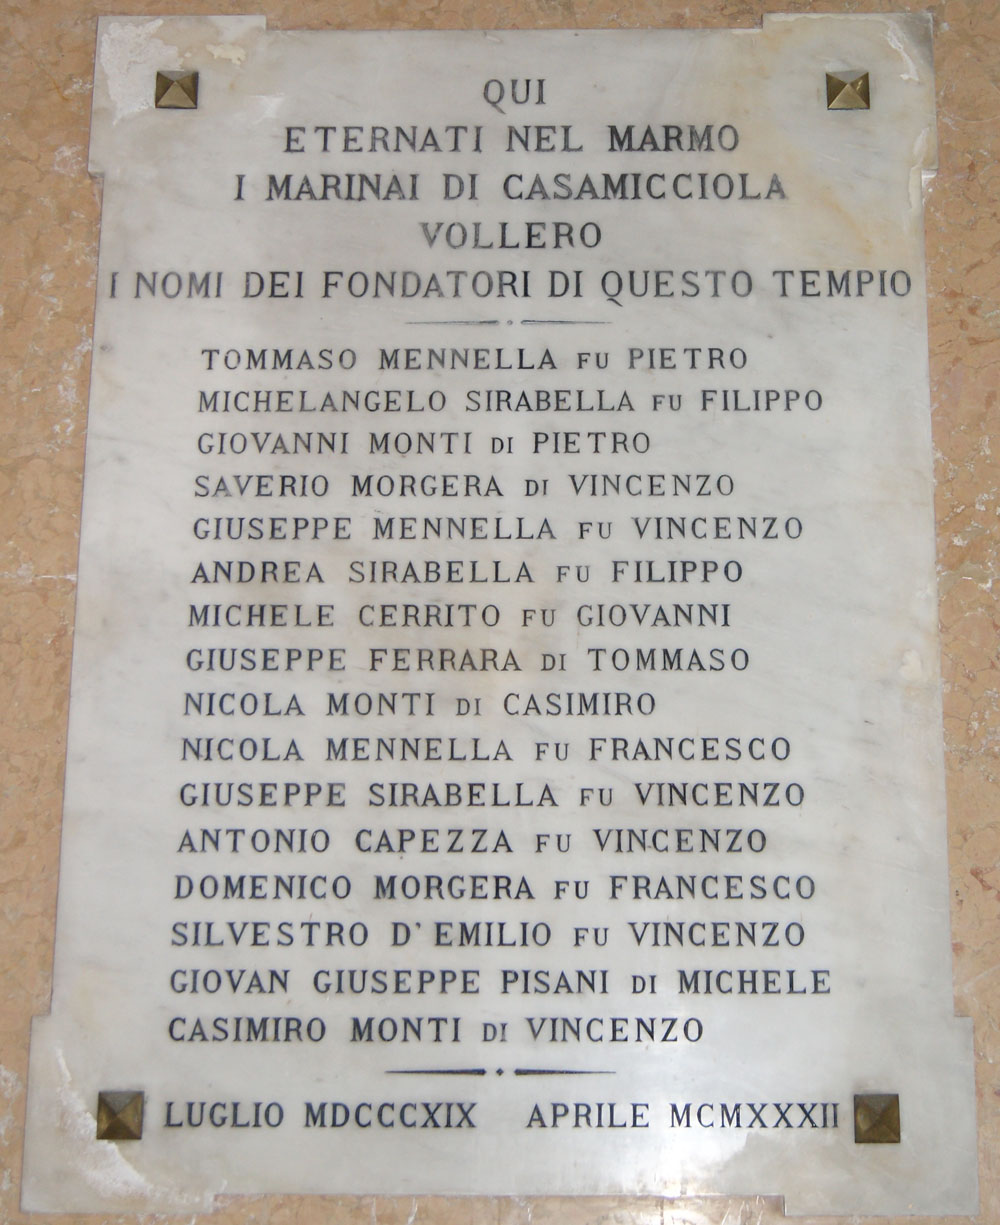 QUI
ETERNATI NEL MARMO
I MARINAI DI CASAMICCIOLA
VOLLERO
I NOMI DEI FONDATORI DI QUESTO TEMPIO
TOMMASO MENNELLA FU PIETRO
MICHELANGELO SIRABELLA FU FILIPPO
GIOVANNI MONTI DI PIETRO
SAVERIO MORGERA DI VINCENZO
GIUSEPPE MENNELLA FU VINCENZO
ANDREA SIRABELLA FU FILIPPO
MICHELE CERRITO FU GIOVANNI
GIUSEPPE FERRARA DI TOMMASO
NICOLA MONTI DI CASIMIRO
NICOLA MENNELLA FU FRANCESCO
GIUSEPPE SIRABELLA FU VINCENZO
ANTONIO CAPEZZA FU VINCENZO
DOMENICO MORGERA FU FRANCESCO
SILVESTRO D'EMILIO FU VINCENZO
GIOVAN GIUSEPPE PISANI DI MICHELE
CASIMIRO MONTI DI VINCENZO
LUGLIO MDCCCXIX APRILE MCMXXXII